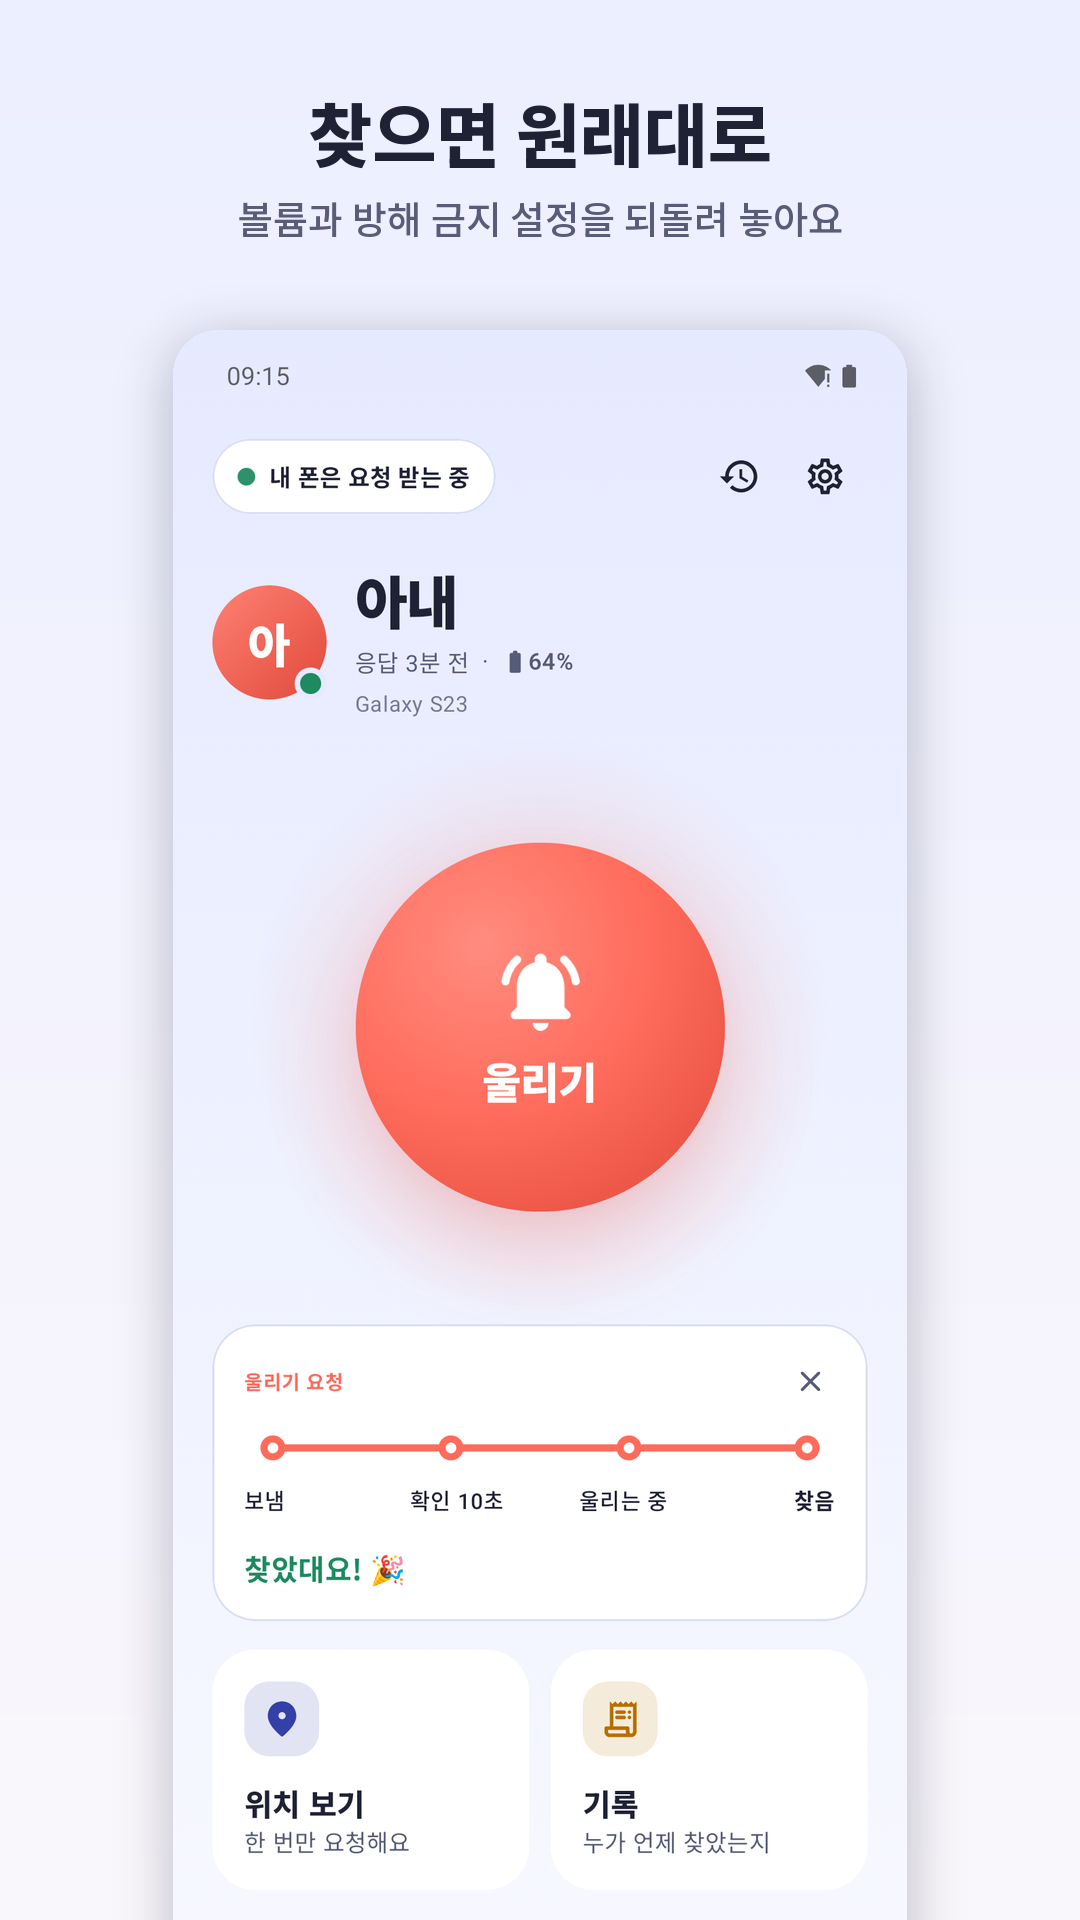 찾으면 원래대로
볼륨과 방해 금지 설정을 되돌려 놓아요
09:15
내 폰은 요청 받는 중
아
아내
응답 3분 전 · 64%
Galaxy S23
울리기
울리기 요청
보냄 확인 10초 울리는 중 찾음
찾았대요! 🎉
위치 보기
한 번만 요청해요
기록
누가 언제 찾았는지